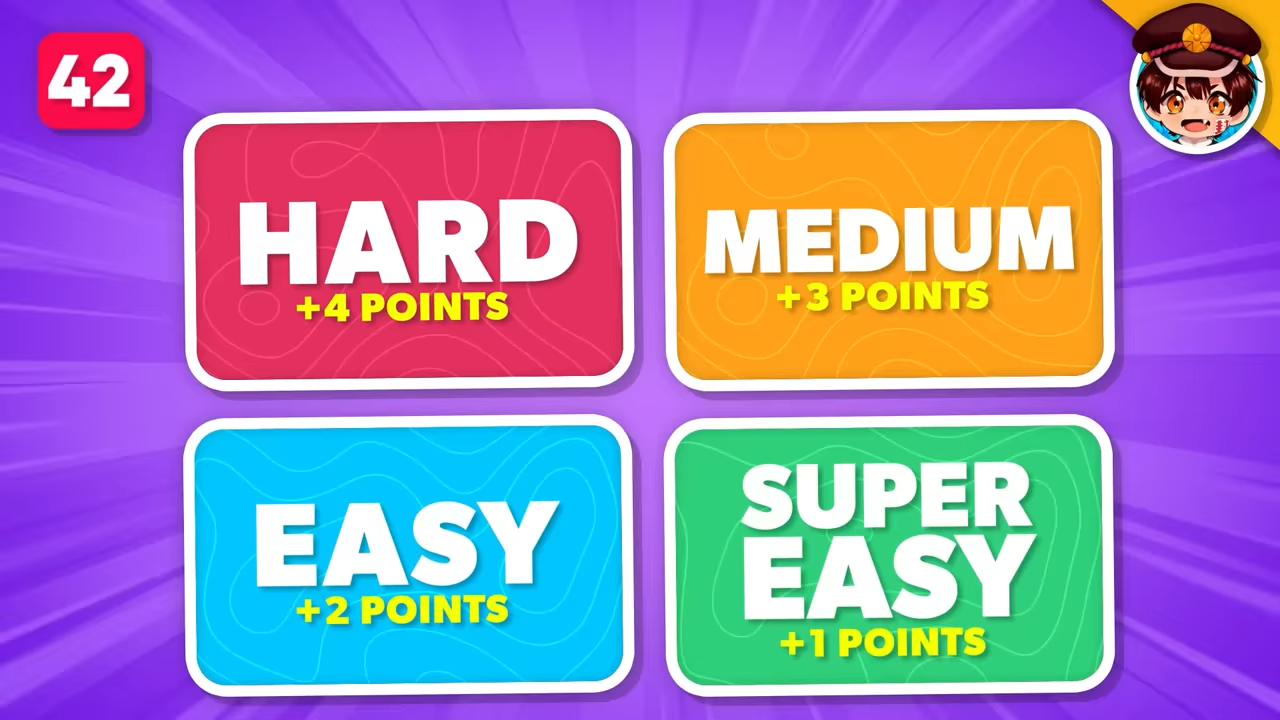 42
HARD
+4 POINTS
MEDIUM
+3 POINTS
EASY
+2 POINTS
SUPER
EASY
+1 POINTS